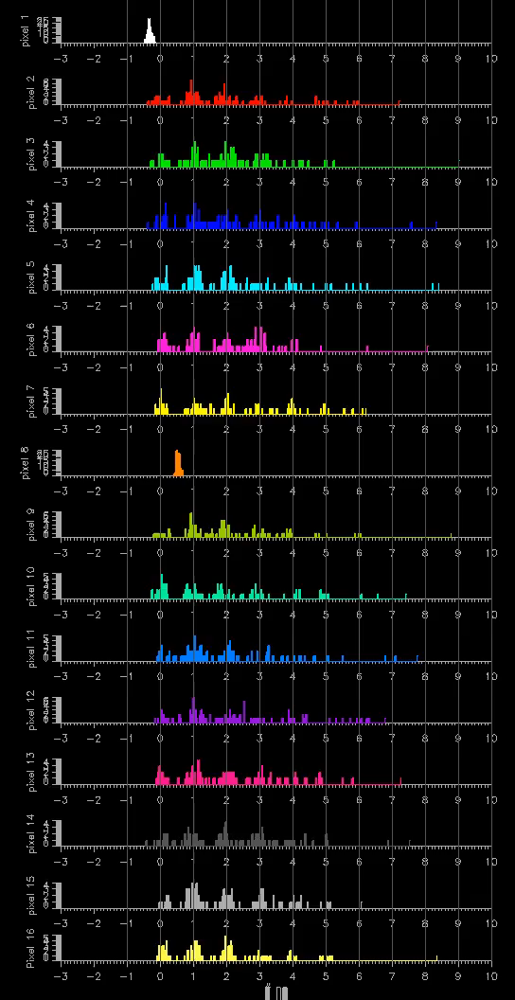 pixel 1
-3 -2 -1 0 1 2 3 4 5 6 7 8 9 10
pixel 2
-3 -2 -1 0 1 2 3 4 5 6 7 8 9 10
pixel 3
-3 -2 -1 0 1 2 3 4 5 6 7 8 9 10
pixel 4
-3 -2 -1 0 1 2 3 4 5 6 7 8 9 10
pixel 5
-3 -2 -1 0 1 2 3 4 5 6 7 8 9 10
pixel 6
-3 -2 -1 0 1 2 3 4 5 6 7 8 9 10
pixel 7
-3 -2 -1 0 1 2 3 4 5 6 7 8 9 10
pixel 8
-3 -2 -1 0 1 2 3 4 5 6 7 8 9 10
pixel 9
-3 -2 -1 0 1 2 3 4 5 6 7 8 9 10
pixel 10
-3 -2 -1 0 1 2 3 4 5 6 7 8 9 10
pixel 11
-3 -2 -1 0 1 2 3 4 5 6 7 8 9 10
pixel 12
-3 -2 -1 0 1 2 3 4 5 6 7 8 9 10
pixel 13
-3 -2 -1 0 1 2 3 4 5 6 7 8 9 10
pixel 14
-3 -2 -1 0 1 2 3 4 5 6 7 8 9 10
pixel 15
-3 -2 -1 0 1 2 3 4 5 6 7 8 9 10
pixel 16
-3 -2 -1 0 1 2 3 4 5 6 7 8 9 10